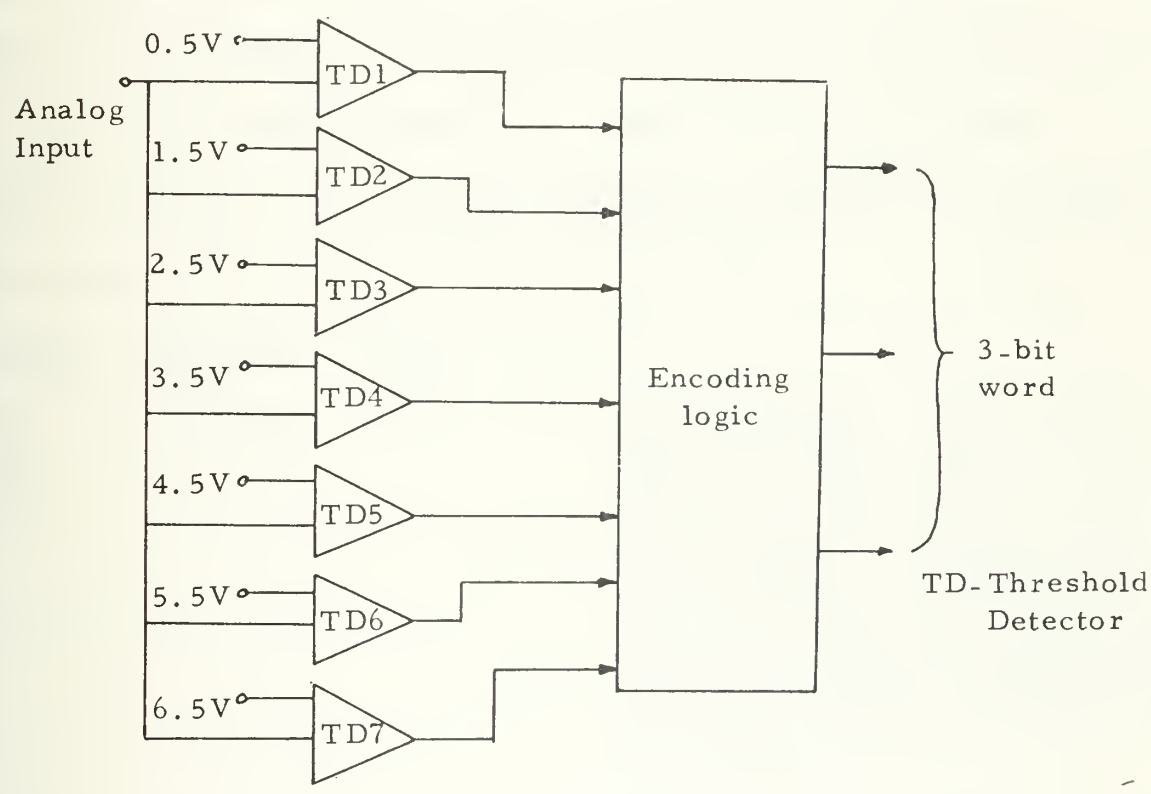 0.5V
TD1
Analog
Input
1.5V
TD2
2.5V
TD3
3.5V
TD4
Encoding
logic
3-bit
word
4.5V
TD5
5.5V
TD6
TD-Threshold
Detector
6.5V
TD7